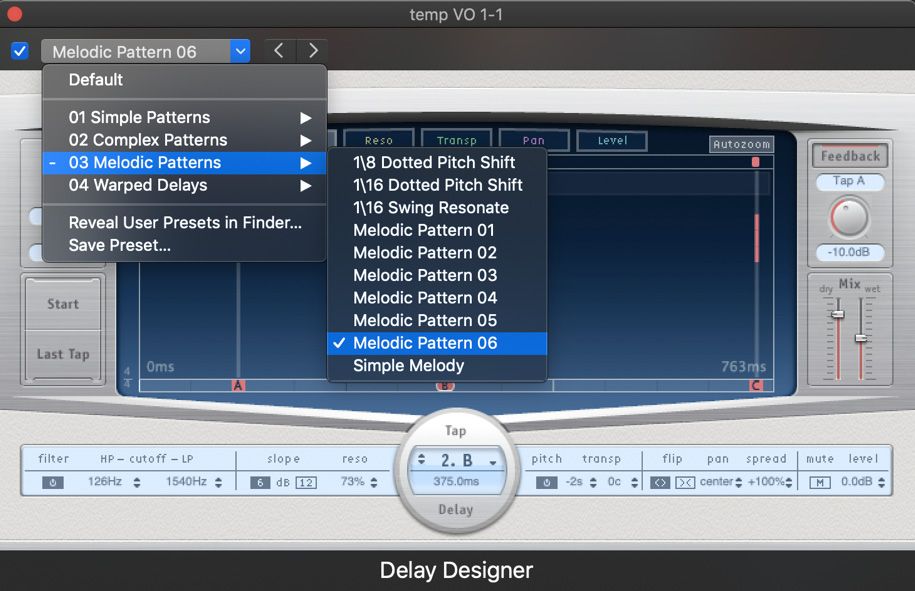 temp VO 1-1
Melodic Pattern 06
Default
01 Simple Patterns
02 Complex Patterns
03 Melodic Patterns
04 Warped Delays
Reveal User Presets in Finder...
Save Preset...
Reso Transp Pan Level Autozoom
1\8 Dotted Pitch Shift
1\16 Dotted Pitch Shift
1\16 Swing Resonate
Melodic Pattern 01
Melodic Pattern 02
Melodic Pattern 03
Melodic Pattern 04
Melodic Pattern 05
Melodic Pattern 06
Simple Melody
Feedback
Tap A
-10.0dB
Mix
dry wet
Start
Last Tap
0ms 763ms
4
4
A B C
Tap
2. B
375.0ms
Delay
filter HP – cutoff – LP slope reso
126Hz 1540Hz 6 dB 12 73%
pitch transp flip pan spread mute level
-2s 0c <> >< center +100% M 0.0dB
Delay Designer